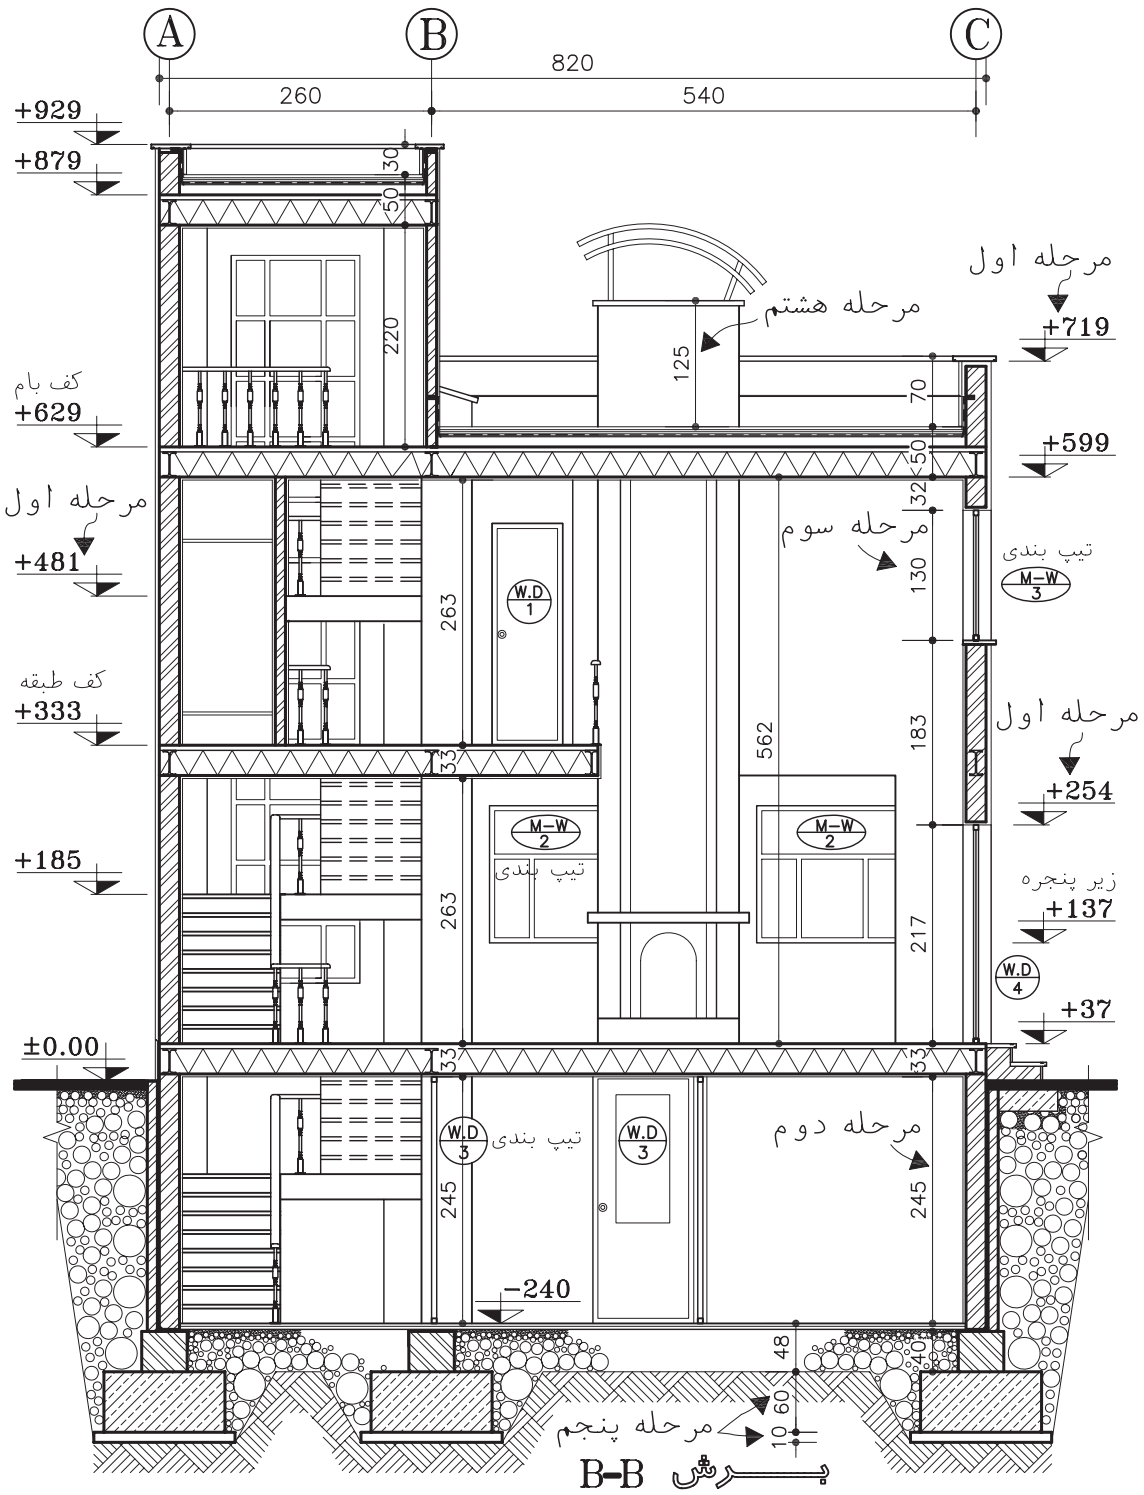 A B C
820
260 540
+929
+879
30
50
مرحله اول
+719
مرحله هشتم
220
125
70
کف بام
+629
+599
50
32
مرحله اول
مرحله سوم
+481
تیپ بندی
M-W
3
130
W.D
1
263
کف طبقه
+333
مرحله اول
183
562
33
+254
M-W
2
M-W
2
تیپ بندی
+185
زیر پنجره
+137
263
217
W.D
4
+37
±0.00
33
33
مرحله دوم
W.D
3
تیپ بندی
W.D
3
245
245
-240
48
40
60
مرحله پنجم
10
برش B-B